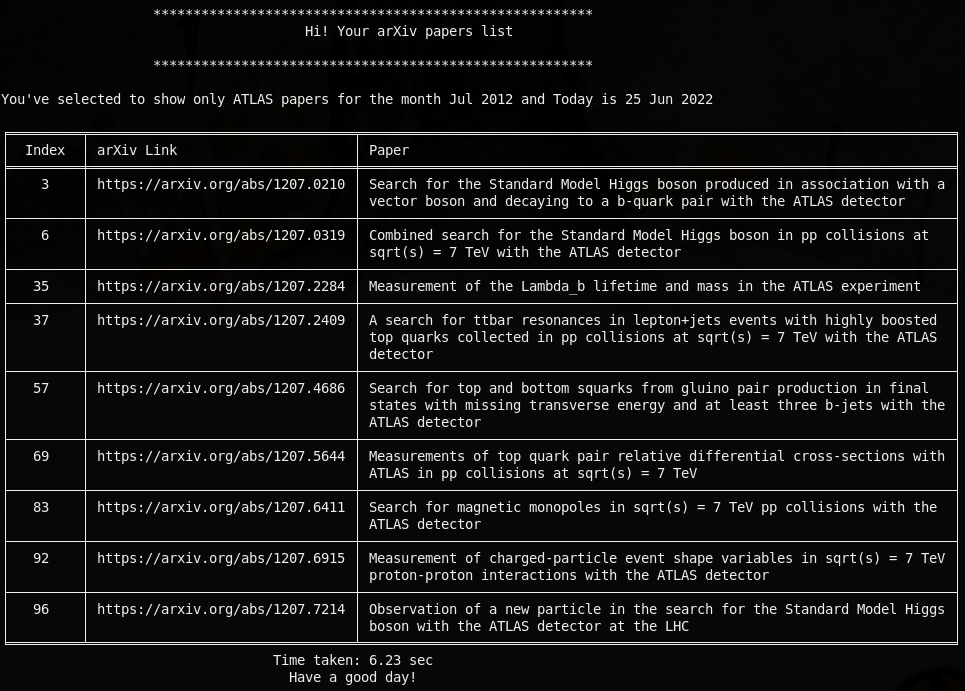 *******************************************************
Hi! Your arXiv papers list
*******************************************************
You've selected to show only ATLAS papers for the month Jul 2012 and Today is 25 Jun 2022
Index arXiv Link Paper
3 https://arxiv.org/abs/1207.0210 Search for the Standard Model Higgs boson produced in association with a
vector boson and decaying to a b-quark pair with the ATLAS detector
6 https://arxiv.org/abs/1207.0319 Combined search for the Standard Model Higgs boson in pp collisions at
sqrt(s) = 7 TeV with the ATLAS detector
35 https://arxiv.org/abs/1207.2284 Measurement of the Lambda_b lifetime and mass in the ATLAS experiment
37 https://arxiv.org/abs/1207.2409 A search for ttbar resonances in lepton+jets events with highly boosted
top quarks collected in pp collisions at sqrt(s) = 7 TeV with the ATLAS
detector
57 https://arxiv.org/abs/1207.4686 Search for top and bottom squarks from gluino pair production in final
states with missing transverse energy and at least three b-jets with the
ATLAS detector
69 https://arxiv.org/abs/1207.5644 Measurements of top quark pair relative differential cross-sections with
ATLAS in pp collisions at sqrt(s) = 7 TeV
83 https://arxiv.org/abs/1207.6411 Search for magnetic monopoles in sqrt(s) = 7 TeV pp collisions with the
ATLAS detector
92 https://arxiv.org/abs/1207.6915 Measurement of charged-particle event shape variables in sqrt(s) = 7 TeV
proton-proton interactions with the ATLAS detector
96 https://arxiv.org/abs/1207.7214 Observation of a new particle in the search for the Standard Model Higgs
boson with the ATLAS detector at the LHC
Time taken: 6.23 sec
Have a good day!